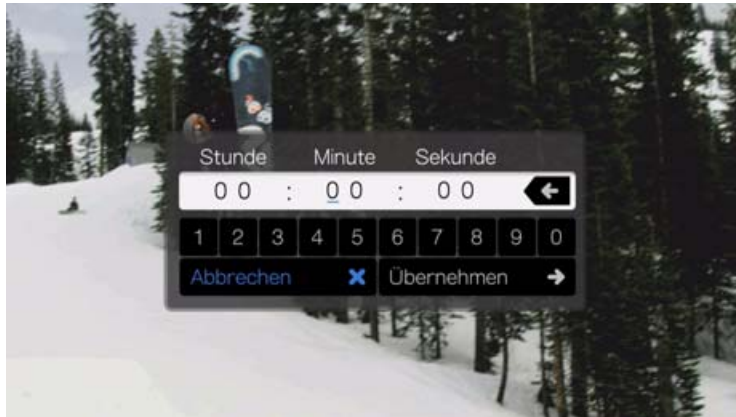 Stunde Minute Sekunde
00 : 00 : 00
1 2 3 4 5 6 7 8 9 0
Abbrechen Übernehmen